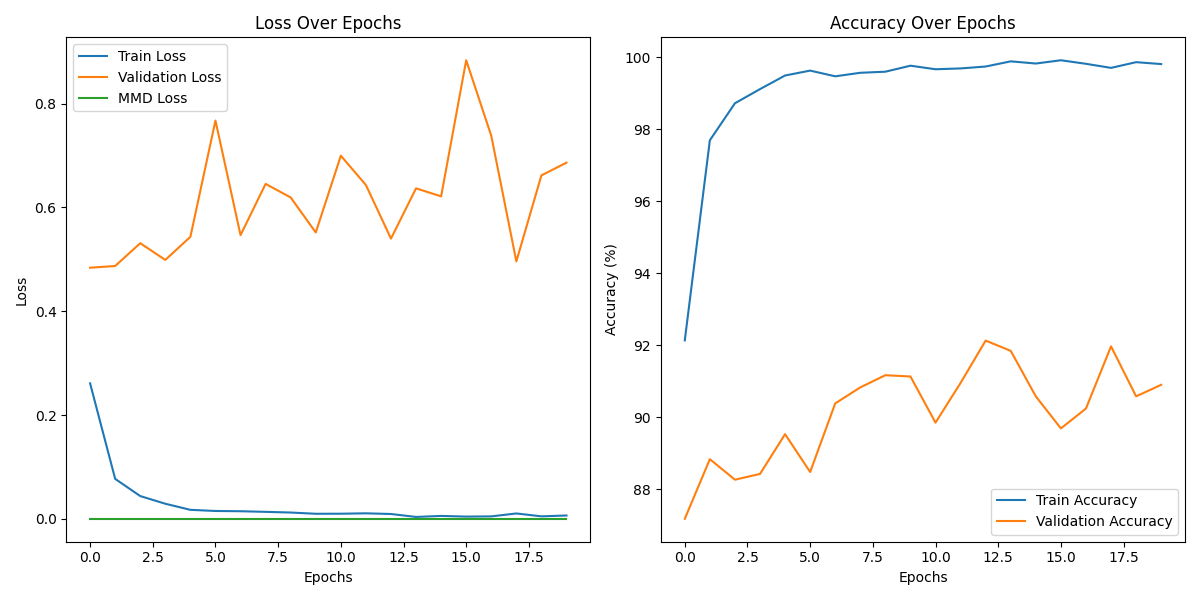 Loss Over Epochs
Train Loss
Validation Loss
MMD Loss
Loss
0.8
0.6
0.4
0.2
0.0
0.0 2.5 5.0 7.5 10.0 12.5 15.0 17.5
Epochs
Accuracy Over Epochs
Accuracy (%)
100
98
96
94
92
90
88
Train Accuracy
Validation Accuracy
0.0 2.5 5.0 7.5 10.0 12.5 15.0 17.5
Epochs